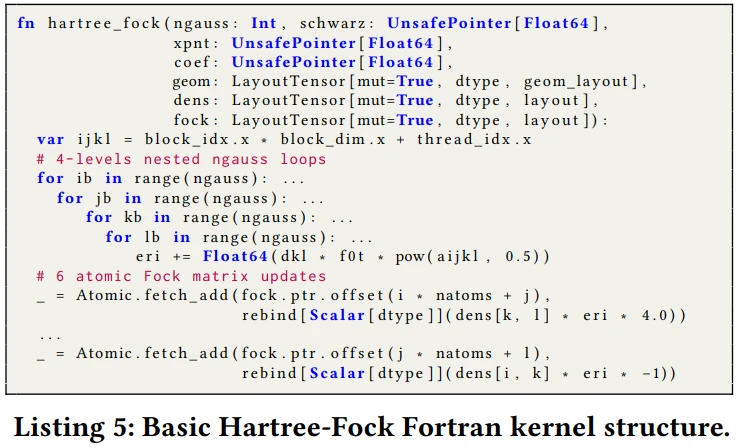 fn hartree_fock(ngauss: Int, schwarz: UnsafePointer[Float64],
xpnt: UnsafePointer[Float64],
coef: UnsafePointer[Float64],
geom: LayoutTensor[mut=True, dtype, geom_layout],
dens: LayoutTensor[mut=True, dtype, layout],
fock: LayoutTensor[mut=True, dtype, layout]):
var ijkl = block_idx.x * block_dim.x + thread_idx.x
# 4-levels nested ngauss loops
for ib in range(ngauss): ...
for jb in range(ngauss): ...
for kb in range(ngauss): ...
for lb in range(ngauss): ...
eri += Float64(dkl * f0t * pow(aijkl, 0.5))
# 6 atomic Fock matrix updates
_ = Atomic.fetch_add(fock.ptr.offset(i * natoms + j),
rebind[Scalar[dtype]](dens[k, l] * eri * 4.0))
...
_ = Atomic.fetch_add(fock.ptr.offset(j * natoms + l),
rebind[Scalar[dtype]](dens[i, k] * eri * -1))
Listing 5: Basic Hartree-Fock Fortran kernel structure.